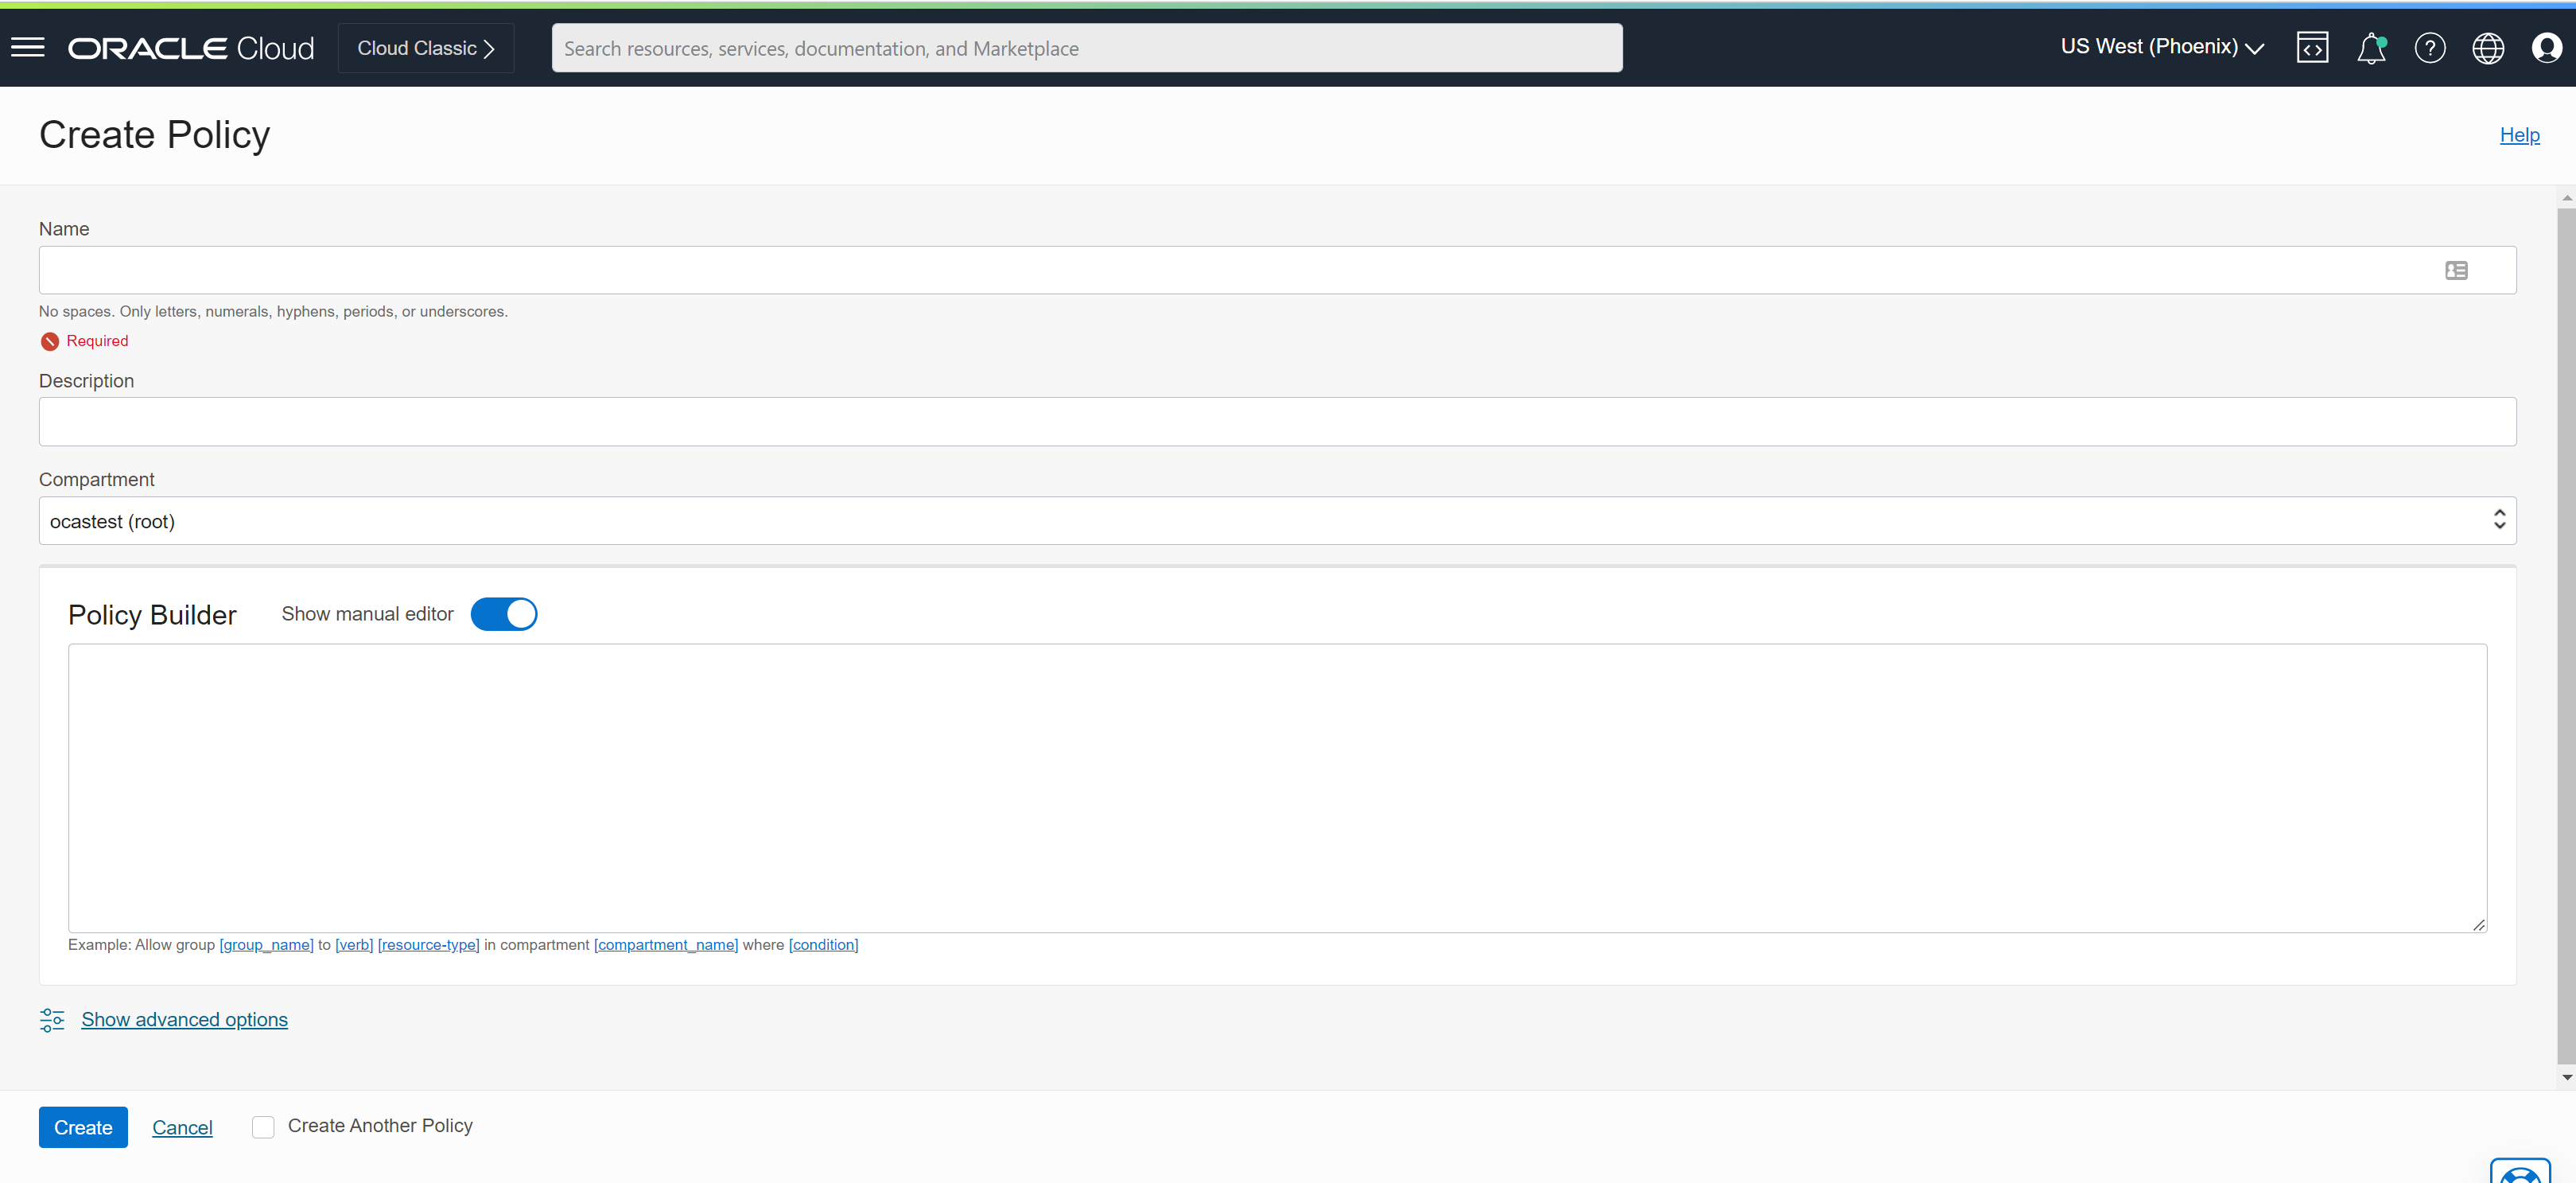 ORACLE Cloud
Cloud Classic
Search resources, services, documentation, and Marketplace
US West (Phoenix)
Create Policy
Help
Name
No spaces. Only letters, numerals, hyphens, periods, or underscores.
Required
Description
Compartment
ocastest (root)
Policy Builder
Show manual editor
Example: Allow group [group_name] to [verb] [resource-type] in compartment [compartment_name] where [condition]
Show advanced options
Create
Cancel
Create Another Policy